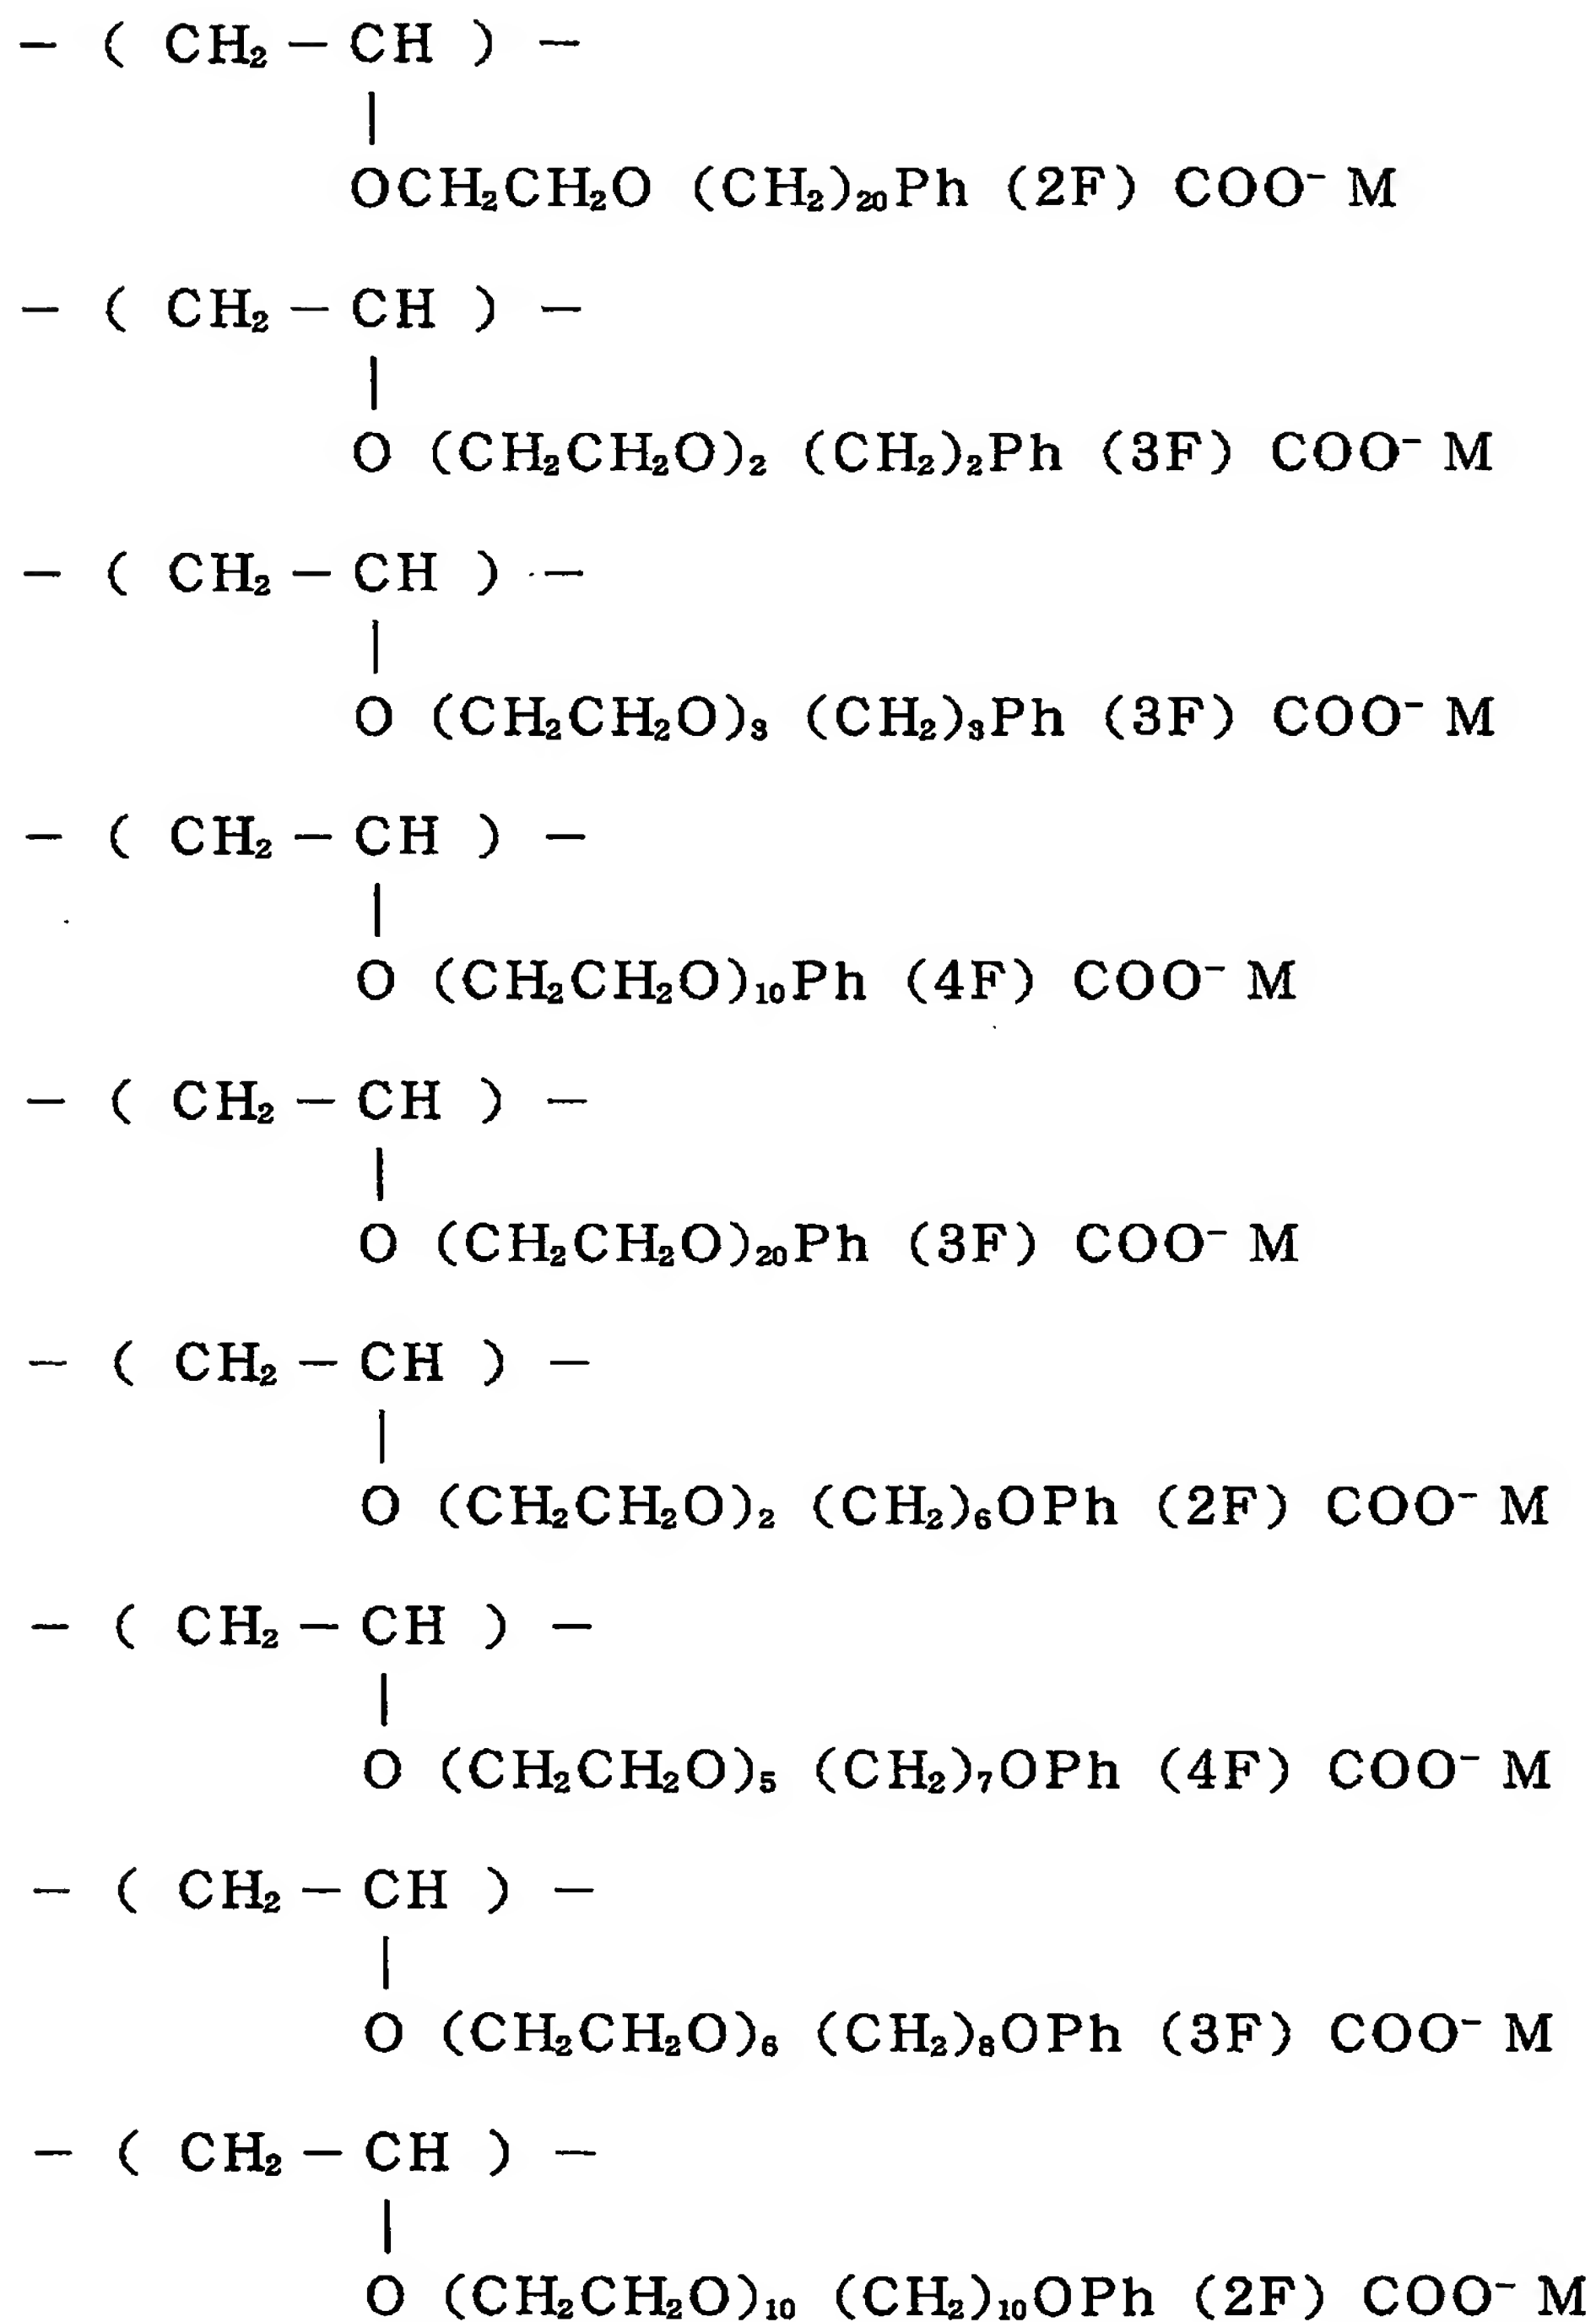 − ( CH₂ − CH ) −
|
OCH₂CH₂O (CH₂)₂₀Ph (2F) COO⁻ M
− ( CH₂ − CH ) −
|
O (CH₂CH₂O)₂ (CH₂)₂Ph (3F) COO⁻ M
− ( CH₂ − CH ) −
|
O (CH₂CH₂O)₃ (CH₂)₃Ph (3F) COO⁻ M
− ( CH₂ − CH ) −
|
O (CH₂CH₂O)₁₀Ph (4F) COO⁻ M
− ( CH₂ − CH ) −
|
O (CH₂CH₂O)₂₀Ph (3F) COO⁻ M
− ( CH₂ − CH ) −
|
O (CH₂CH₂O)₂ (CH₂)₆OPh (2F) COO⁻ M
− ( CH₂ − CH ) −
|
O (CH₂CH₂O)₅ (CH₂)₇OPh (4F) COO⁻ M
− ( CH₂ − CH ) −
|
O (CH₂CH₂O)₆ (CH₂)₈OPh (3F) COO⁻ M
− ( CH₂ − CH ) −
|
O (CH₂CH₂O)₁₀ (CH₂)₁₀OPh (2F) COO⁻ M